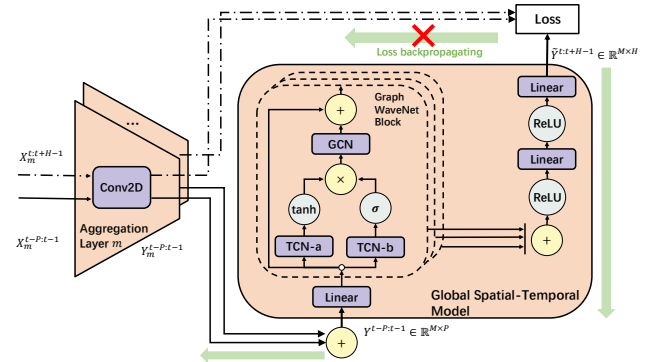 Loss
Loss backpropagating
Ỹ^{t:t+H−1} ∈ ℝ^{M×H}
Linear
ReLU
Linear
ReLU
+
Graph
WaveNet
Block
+
GCN
×
tanh
σ
TCN-a
TCN-b
Linear
Global Spatial-Temporal
Model
...
X_m^{t:t+H−1}
Conv2D
Aggregation
Layer m
X_m^{t−P:t−1}
Y_m^{t−P:t−1}
+
Y^{t−P:t−1} ∈ ℝ^{M×P}